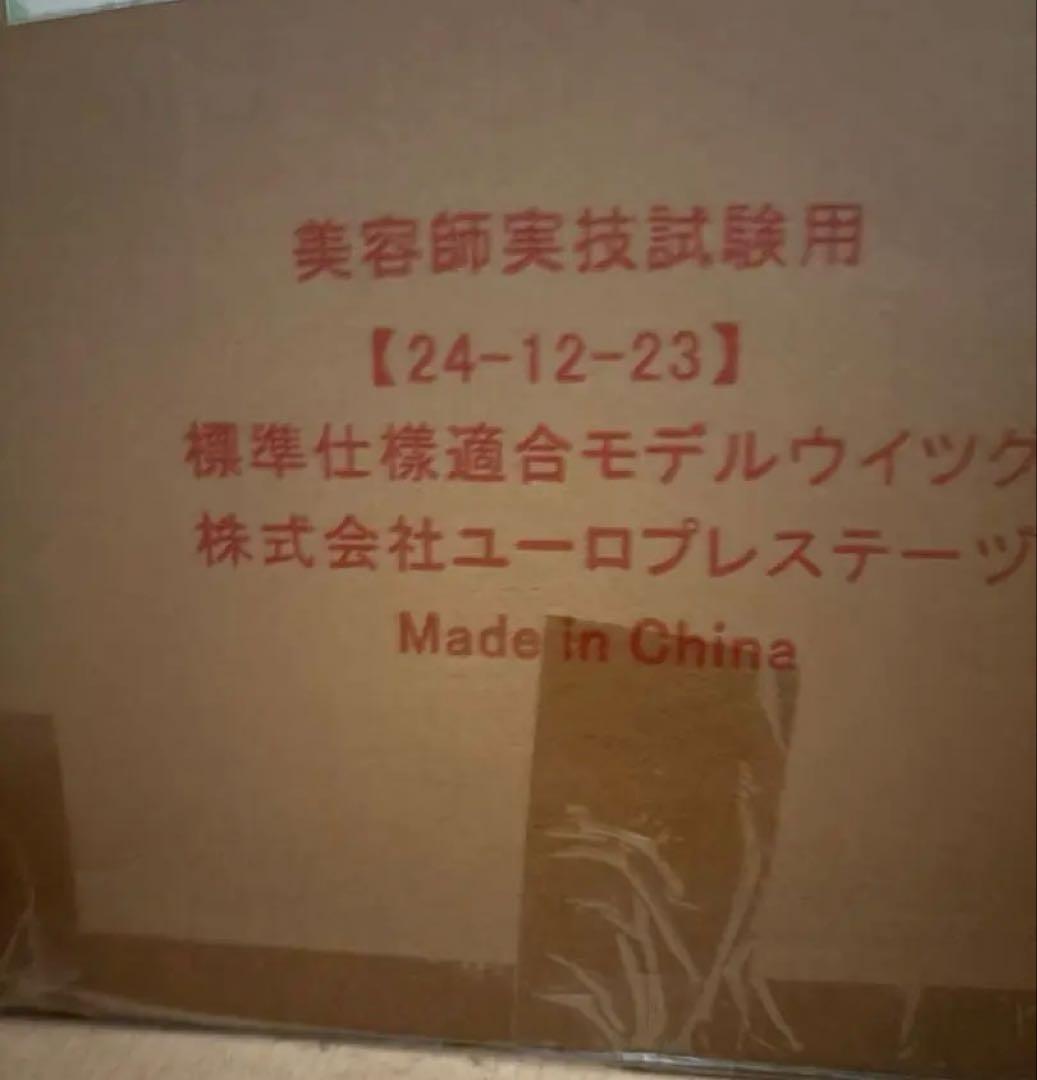 美容師実技試験用
【24-12-23】
標準仕様適合モデルウイッグ
株式会社ユーロプレステージ
Made in China